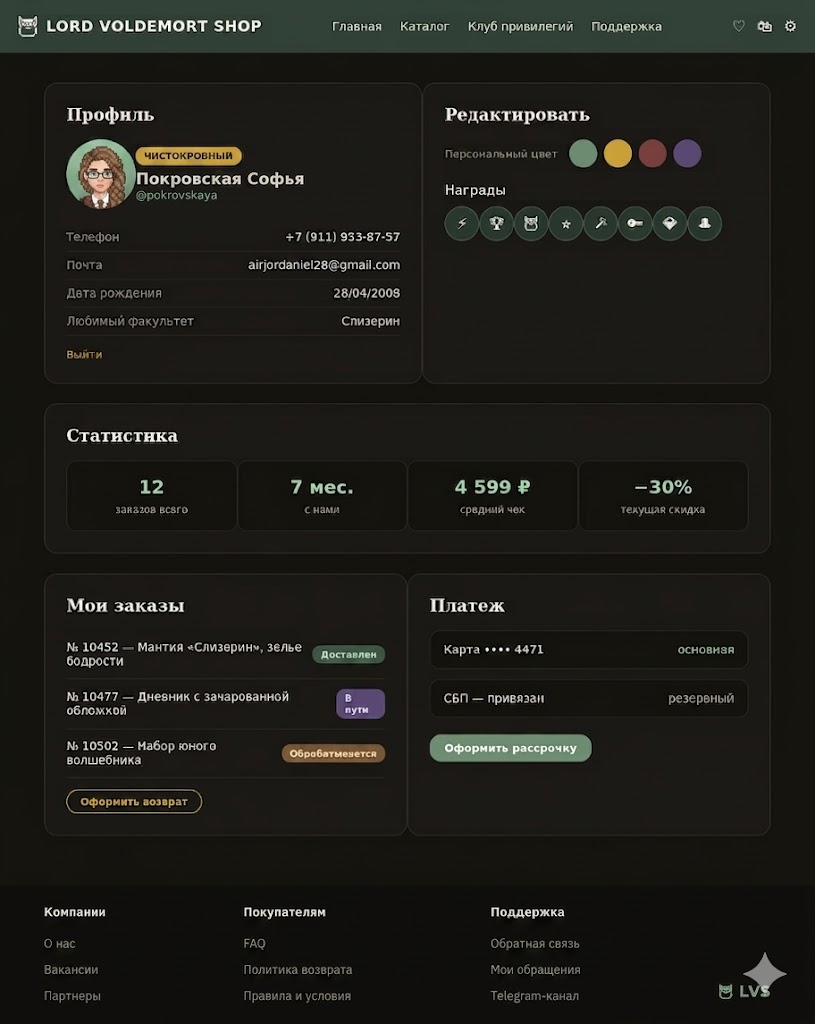 LORD VOLDEMORT SHOP
Главная Каталог Клуб привилегий Поддержка
Профиль
ЧИСТОКРОВНЫЙ
Покровская Софья
@pokrovskaya
Телефон +7 (911) 933-87-57
Почта airjordaniel28@gmail.com
Дата рождения 28/04/2008
Любимый факультет Слизерин
Выйти
Редактировать
Персональный цвет
Награды
Статистика
12
заказов всего
7 мес.
с нами
4 599 ₽
средний чек
−30%
текущая скидка
Мои заказы
№ 10452 — Мантия «Слизерин», зелье
бодрости
Доставлен
№ 10477 — Дневник с зачарованной
обложкой
В
пути
№ 10502 — Мабор юного
волшебника
Оформить возврат
Платеж
Карта •••• 4471 основная
СБП — привязан резервный
Оформить рассрочку
Компании
О нас
Вакансии
Партнеры
Покупателям
FAQ
Политика возврата
Правила и условия
Поддержка
Обратная связь
Мои обращения
Telegram-канал
LVS